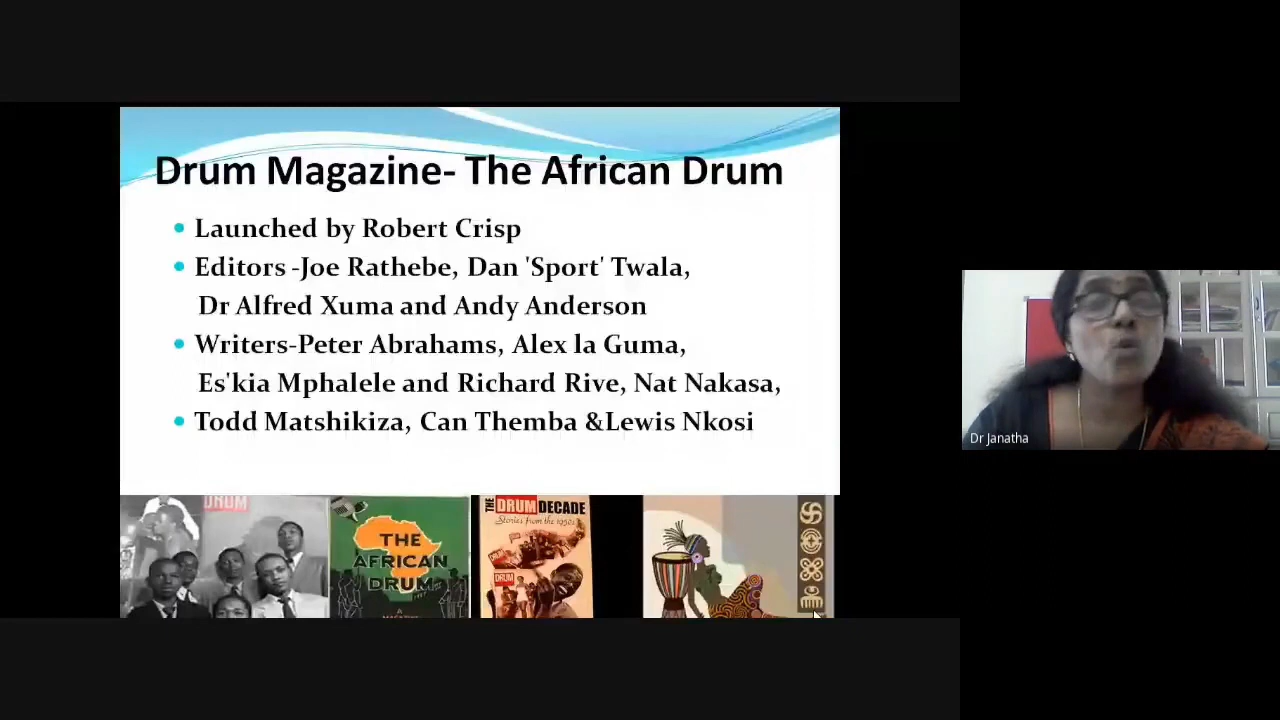 Drum Magazine- The African Drum
Launched by Robert Crisp
Editors -Joe Rathebe, Dan 'Sport' Twala,
Dr Alfred Xuma and Andy Anderson
Writers-Peter Abrahams, Alex la Guma,
Es'kia Mphalele and Richard Rive, Nat Nakasa,
Todd Matshikiza, Can Themba &Lewis Nkosi
DRUM
THE
AFRICAN
DRUM
A
THE DRUM DECADE
Stories from the 1950s
DRUM
Dr Janatha